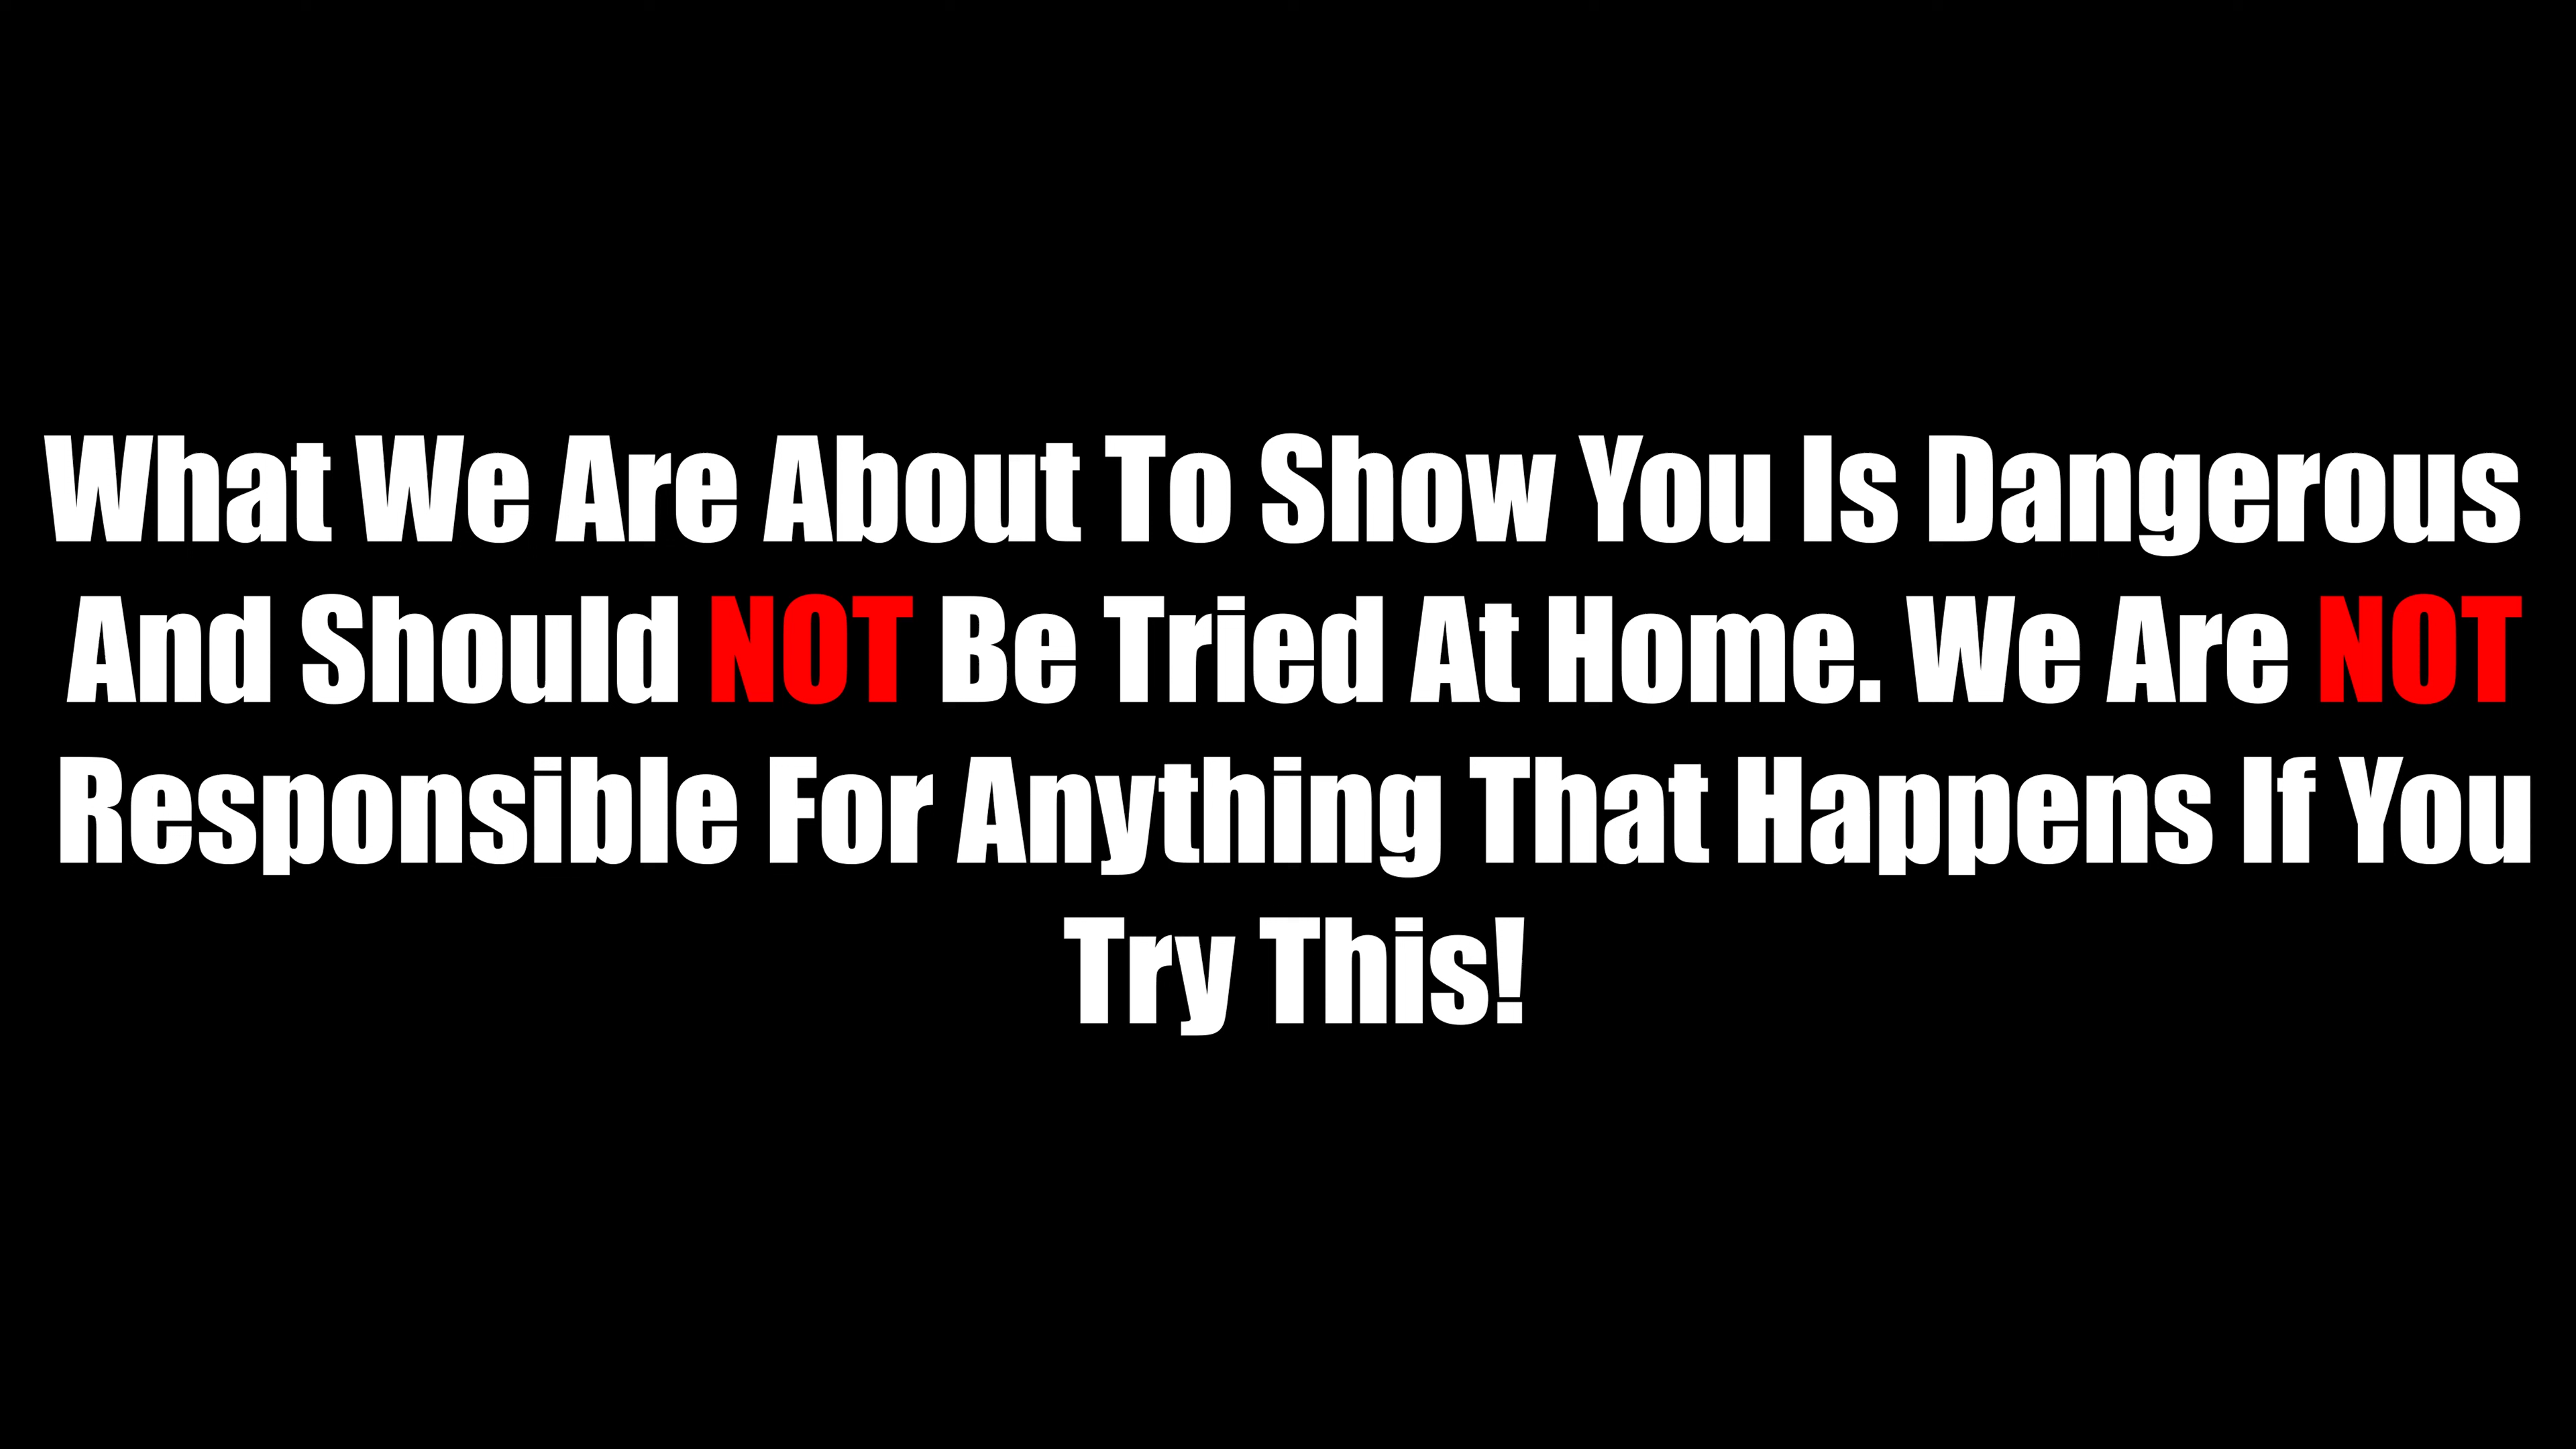 What We Are About To Show You Is Dangerous
And Should NOT Be Tried At Home. We Are NOT
Responsible For Anything That Happens If You
Try This!